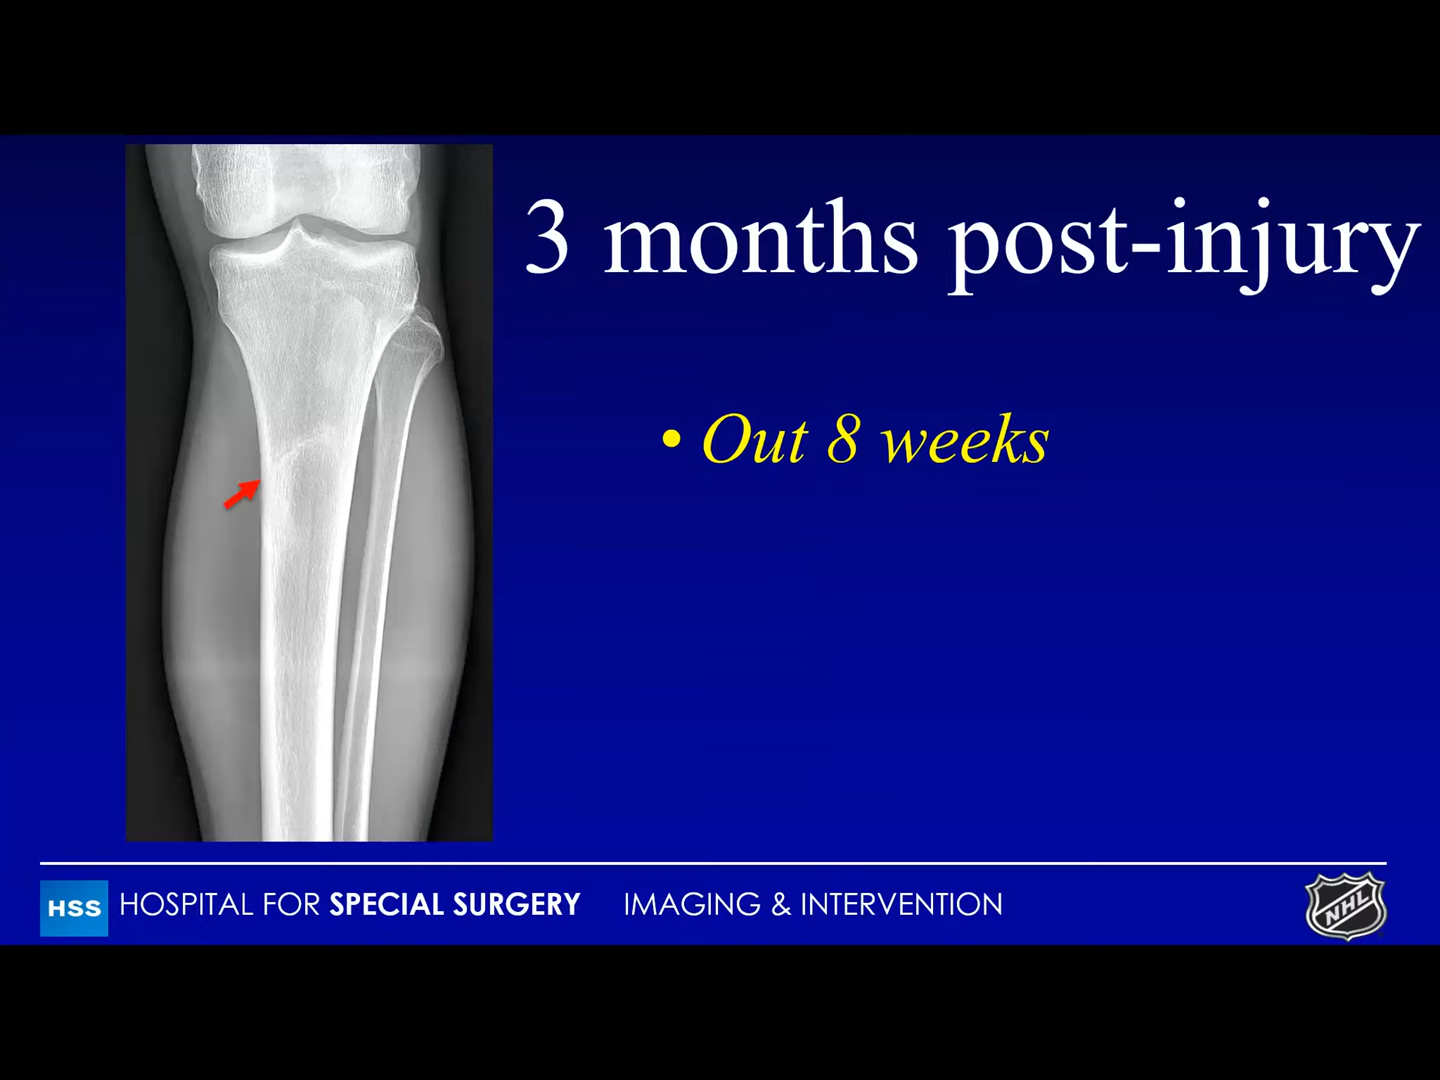 3 months post-injury
• Out 8 weeks
HSS HOSPITAL FOR SPECIAL SURGERY IMAGING & INTERVENTION
NHL